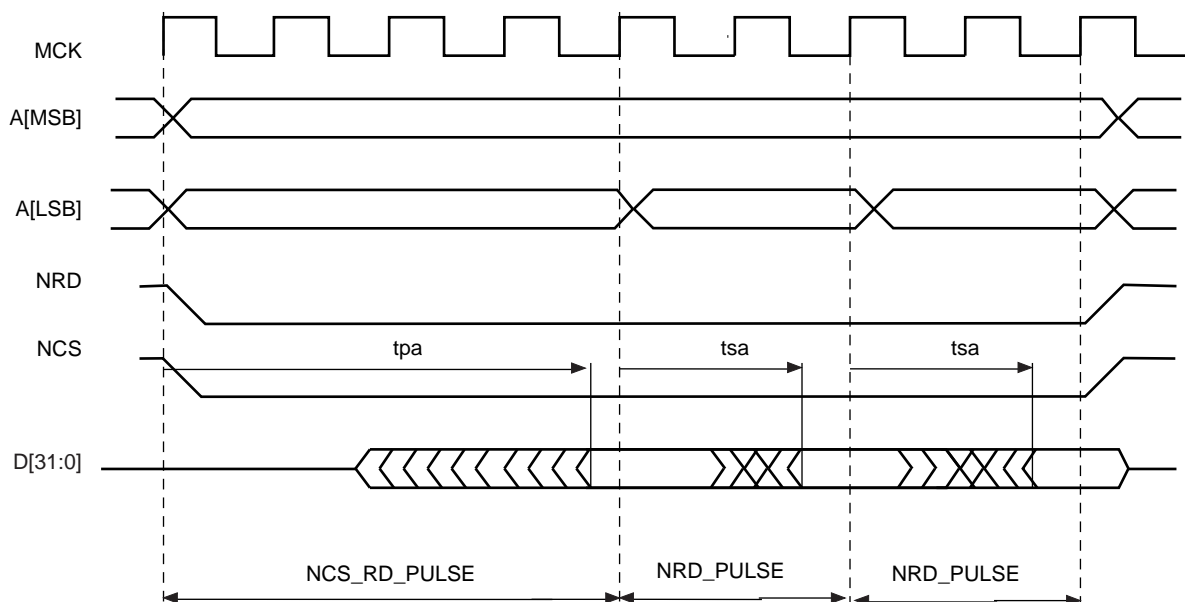 MCK
A[MSB]
A[LSB]
NRD
NCS
tpa
tsa
tsa
D[31:0]
NCS_RD_PULSE
NRD_PULSE
NRD_PULSE